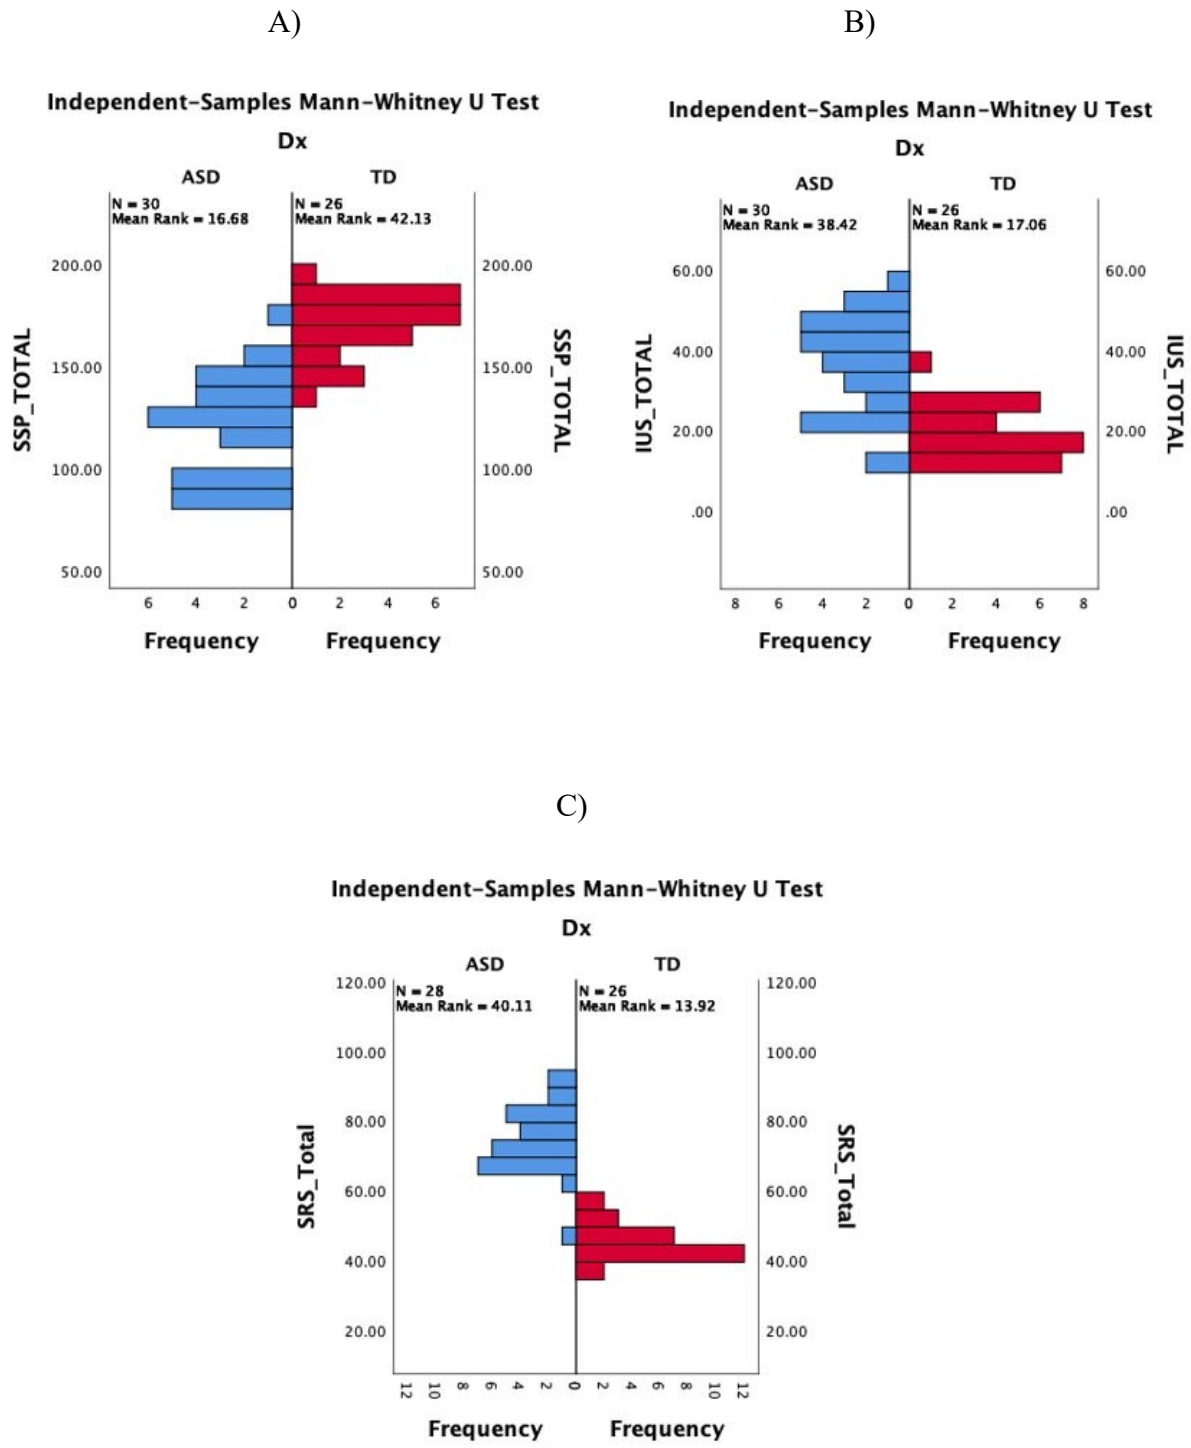 A)
B)
Independent-Samples Mann-Whitney U Test
Dx
ASD
TD
N = 30
Mean Rank = 16.68
N = 26
Mean Rank = 42.13
200.00
150.00
100.00
50.00
200.00
150.00
100.00
50.00
SSP_TOTAL
SSP_TOTAL
6 4 2 0 2 4 6
Frequency
Frequency
Independent-Samples Mann-Whitney U Test
Dx
ASD
TD
N = 30
Mean Rank = 38.42
N = 26
Mean Rank = 17.06
60.00
40.00
20.00
.00
60.00
40.00
20.00
.00
IUS_TOTAL
IUS_TOTAL
8 6 4 2 0 2 4 6 8
Frequency
Frequency
C)
Independent-Samples Mann-Whitney U Test
Dx
ASD
TD
N = 28
Mean Rank = 40.11
N = 26
Mean Rank = 13.92
120.00
100.00
80.00
60.00
40.00
20.00
120.00
100.00
80.00
60.00
40.00
20.00
SRS_Total
SRS_Total
12 10 8 6 4 2 0 2 4 6 8 10 12
Frequency
Frequency